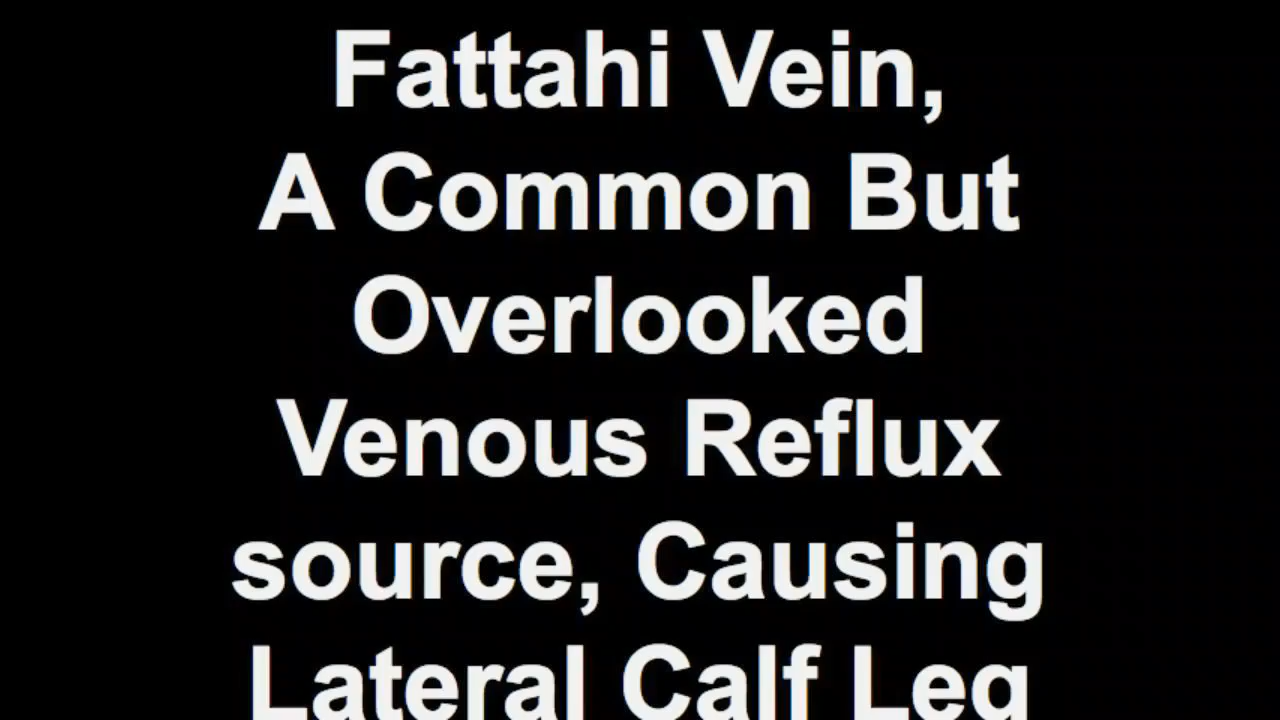 Fattahi Vein,
A Common But
Overlooked
Venous Reflux
source, Causing
Lateral Calf Leg